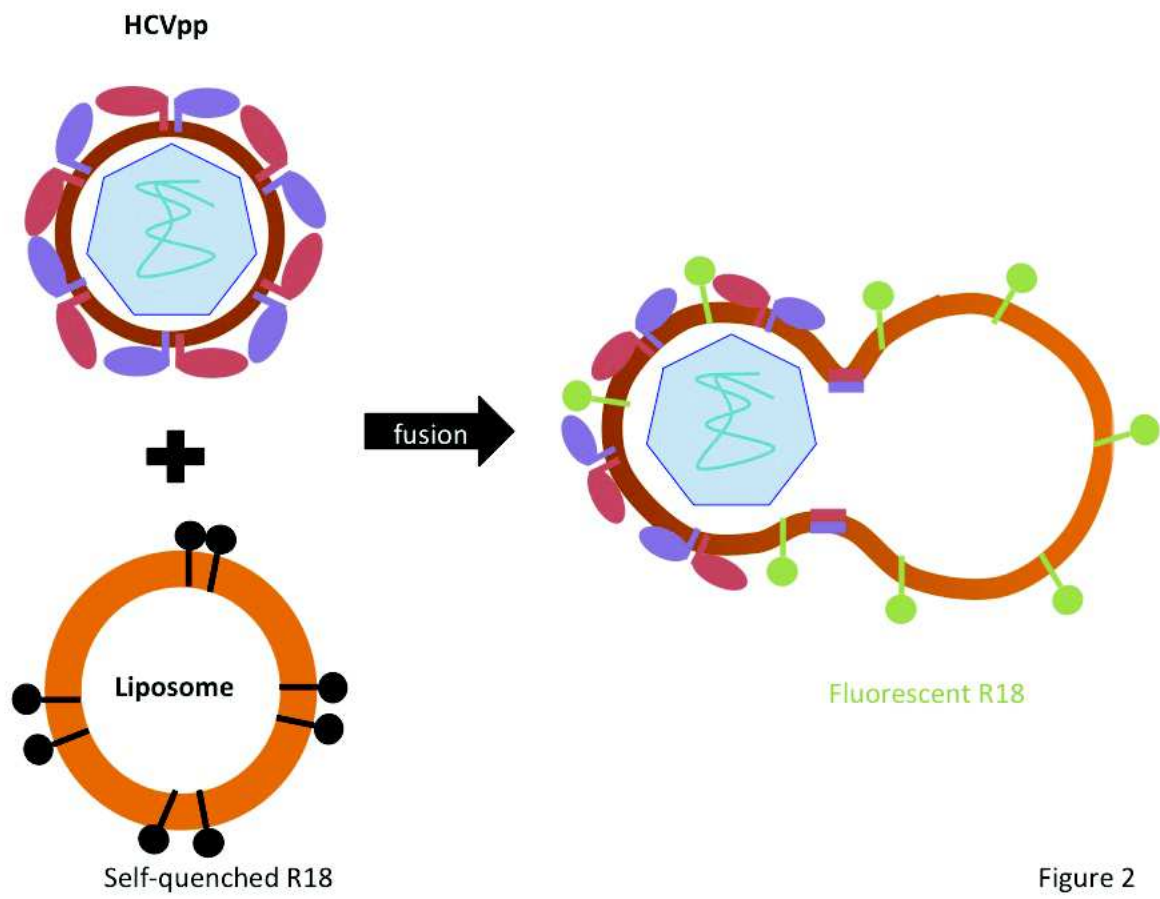 HCVpp
fusion
Liposome
Fluorescent R18
Self-quenched R18
Figure 2